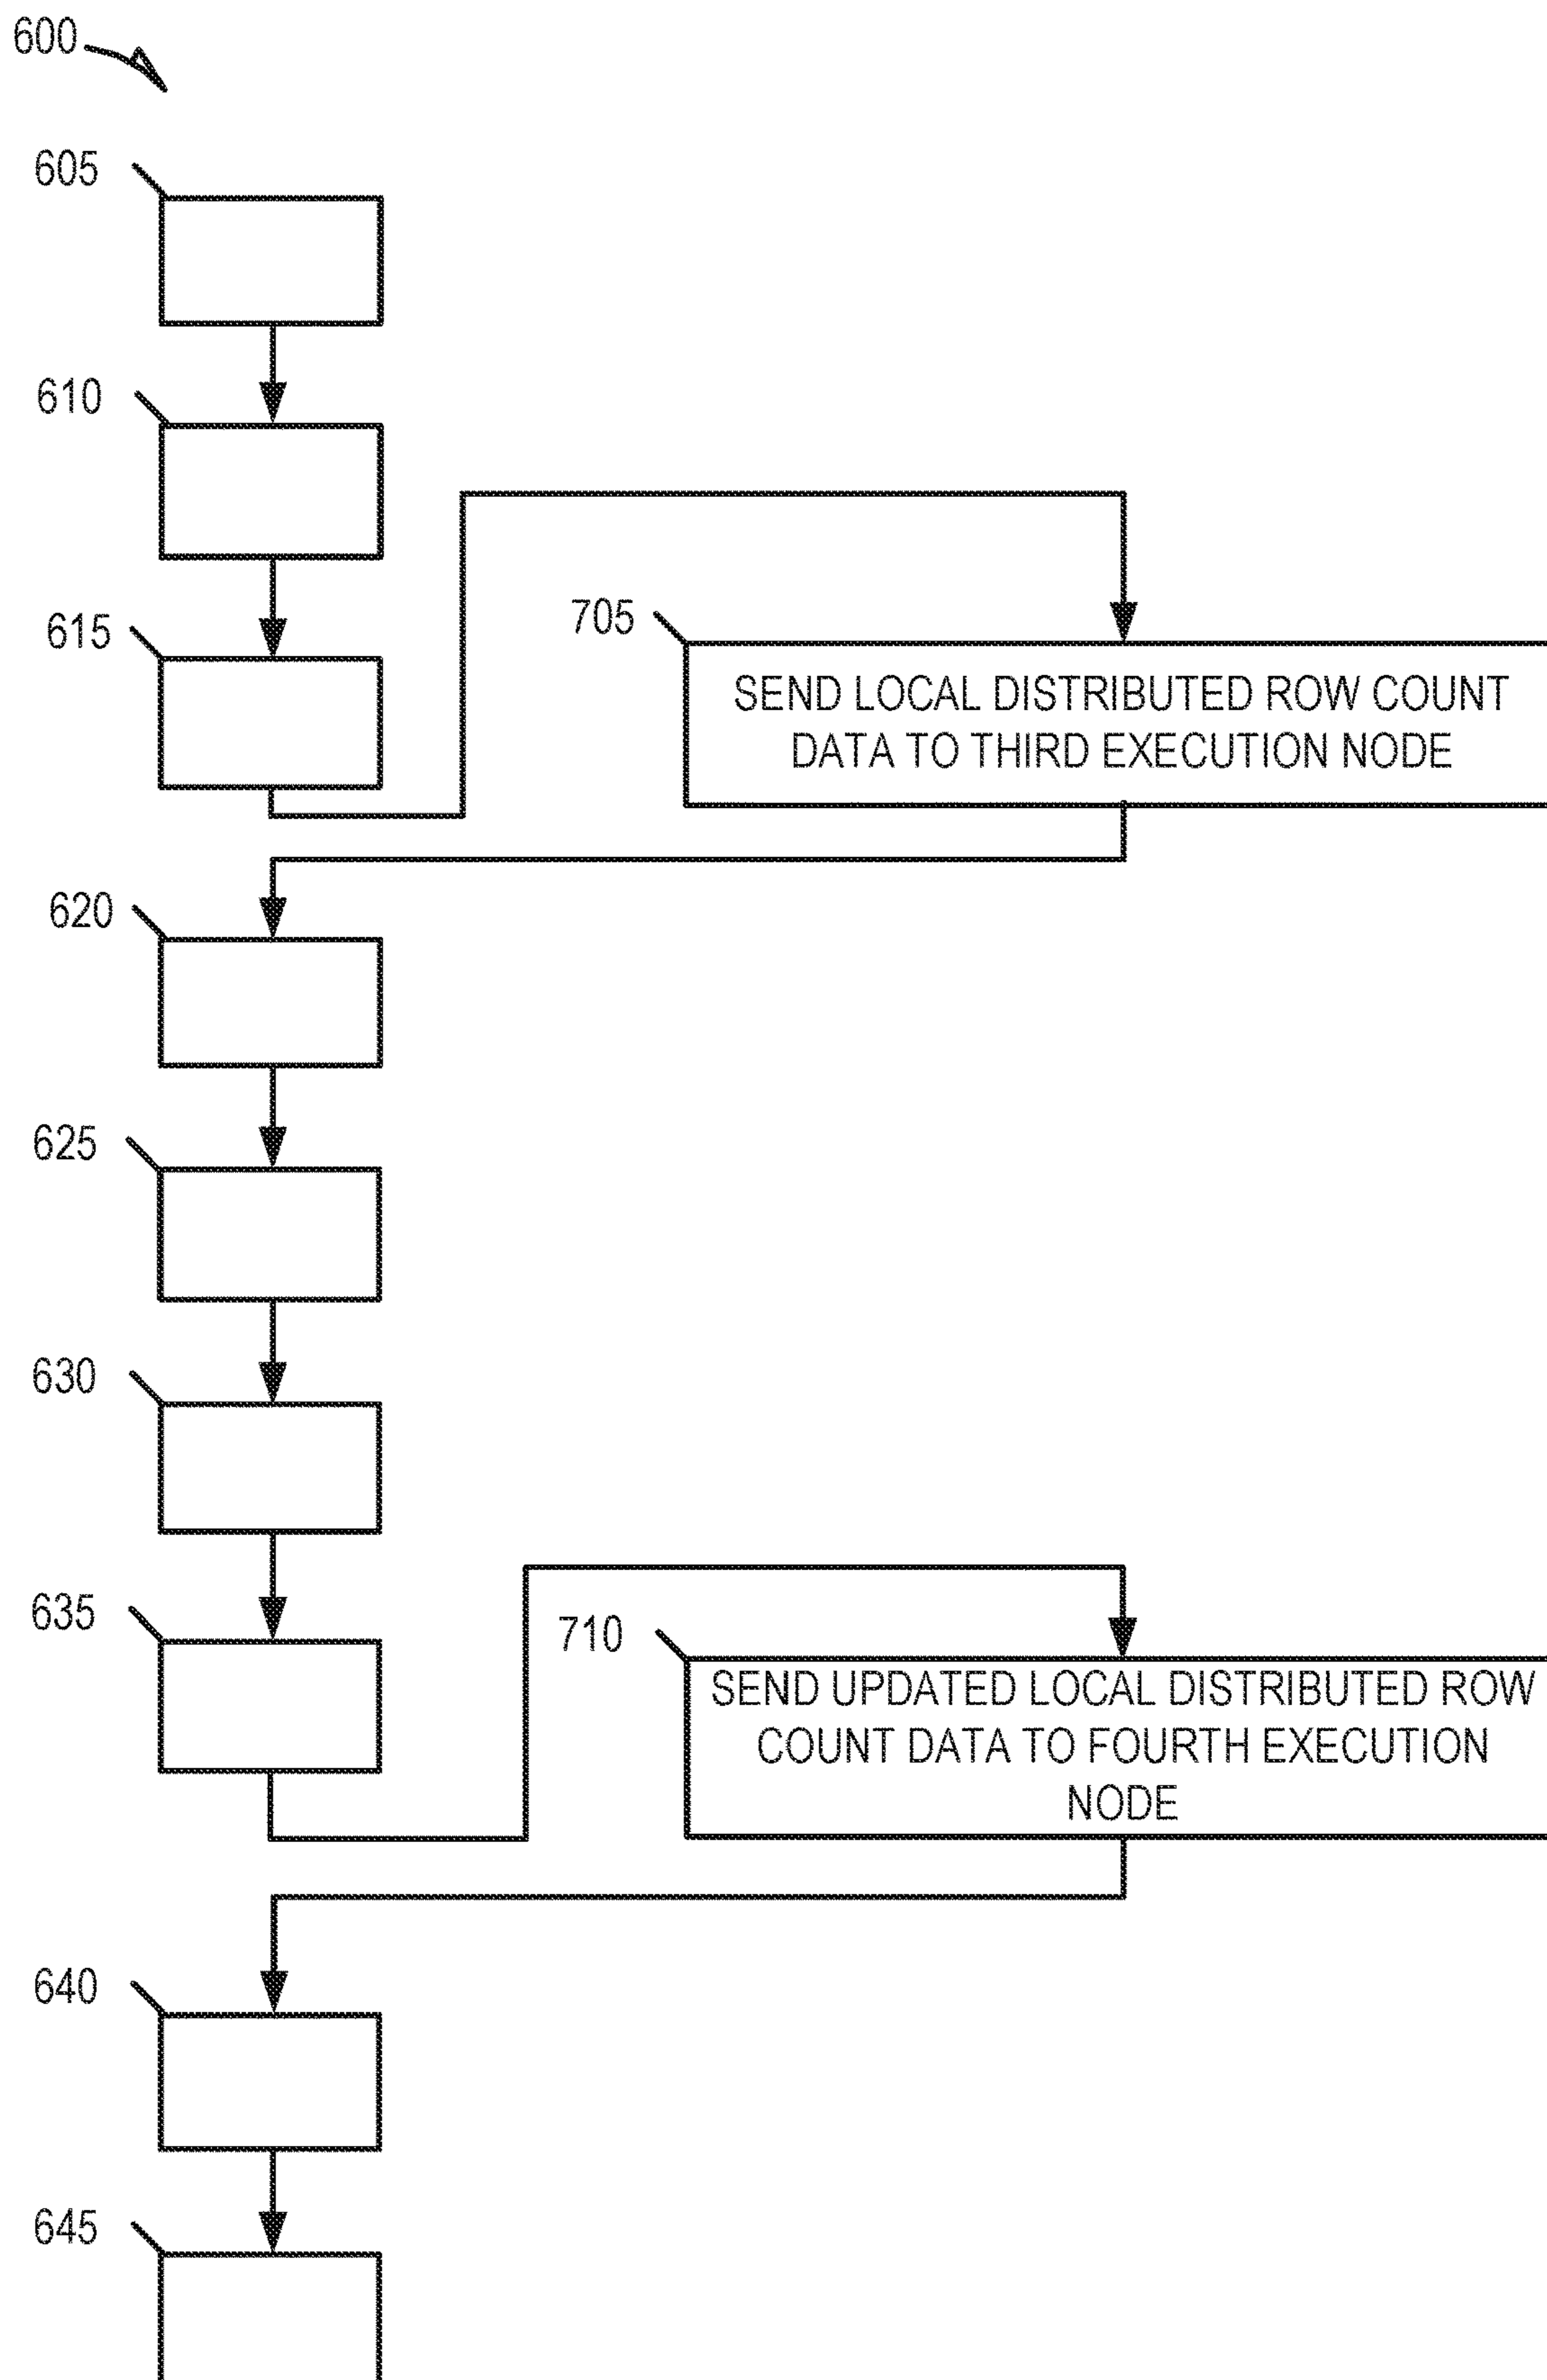 600
605
610
615
705
SEND LOCAL DISTRIBUTED ROW COUNT
DATA TO THIRD EXECUTION NODE
620
625
630
635
710
SEND UPDATED LOCAL DISTRIBUTED ROW
COUNT DATA TO FOURTH EXECUTION
NODE
640
645